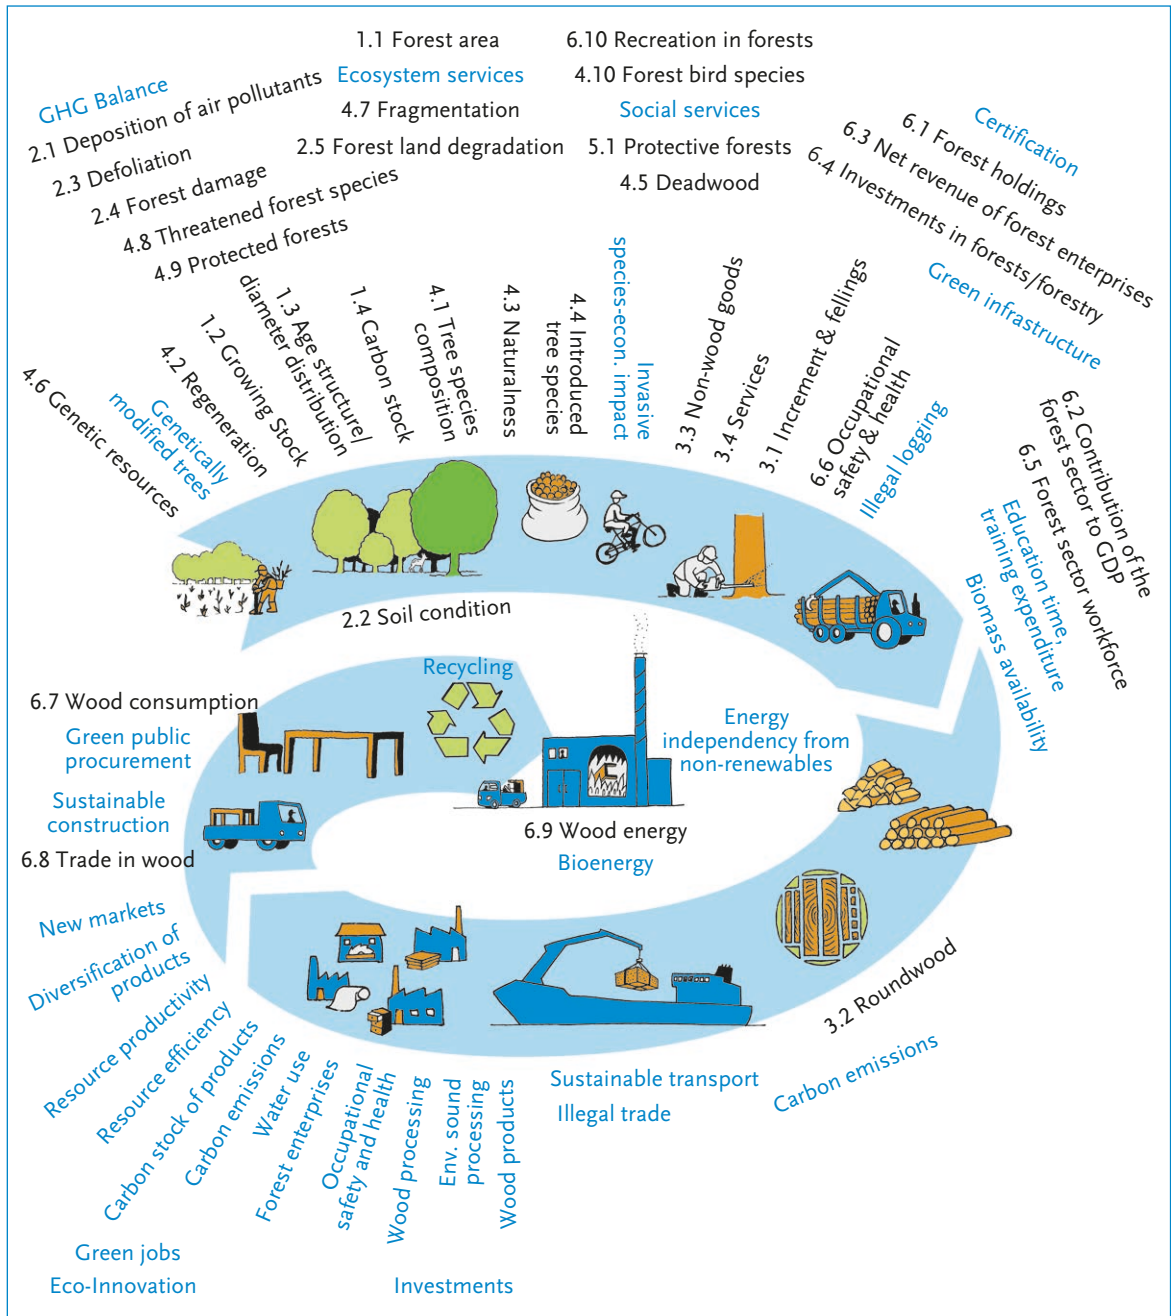 1.1 Forest area
6.10 Recreation in forests
GHG Balance
Ecosystem services
4.10 Forest bird species
2.1 Deposition of air pollutants
4.7 Fragmentation
Social services
2.3 Defoliation
2.5 Forest land degradation
5.1 Protective forests
2.4 Forest damage
4.5 Deadwood
4.8 Threatened forest species
4.9 Protected forests
Certification
6.1 Forest holdings
6.3 Net revenue of forest enterprises
6.4 Investments in forests/forestry
Green infrastructure
4.6 Genetic resources
Genetically
modified trees
4.2 Regeneration
1.2 Growing Stock
1.3 Age structure/
diameter distribution
1.4 Carbon stock
4.1 Tree species
composition
4.3 Naturalness
4.4 Introduced
tree species
Invasive
species-econ. impact
3.3 Non-wood goods
3.4 Services
3.1 Increment & fellings
6.6 Occupational
safety & health
Illegal logging
6.2 Contribution of the
forest sector to GDP
6.5 Forest sector workforce
Education time,
training expenditure
Biomass availability
2.2 Soil condition
Recycling
6.7 Wood consumption
Green public
procurement
Energy
independency from
non-renewables
Sustainable
construction
6.8 Trade in wood
6.9 Wood energy
Bioenergy
New markets
Diversification of
products
Resource productivity
Resource efficiency
Carbon stock of products
Carbon emissions
Water use
Forest enterprises
Occupational
safety and health
Wood processing
Env. sound
processing
Wood products
Sustainable transport
Illegal trade
3.2 Roundwood
Carbon emissions
Green jobs
Eco-Innovation
Investments